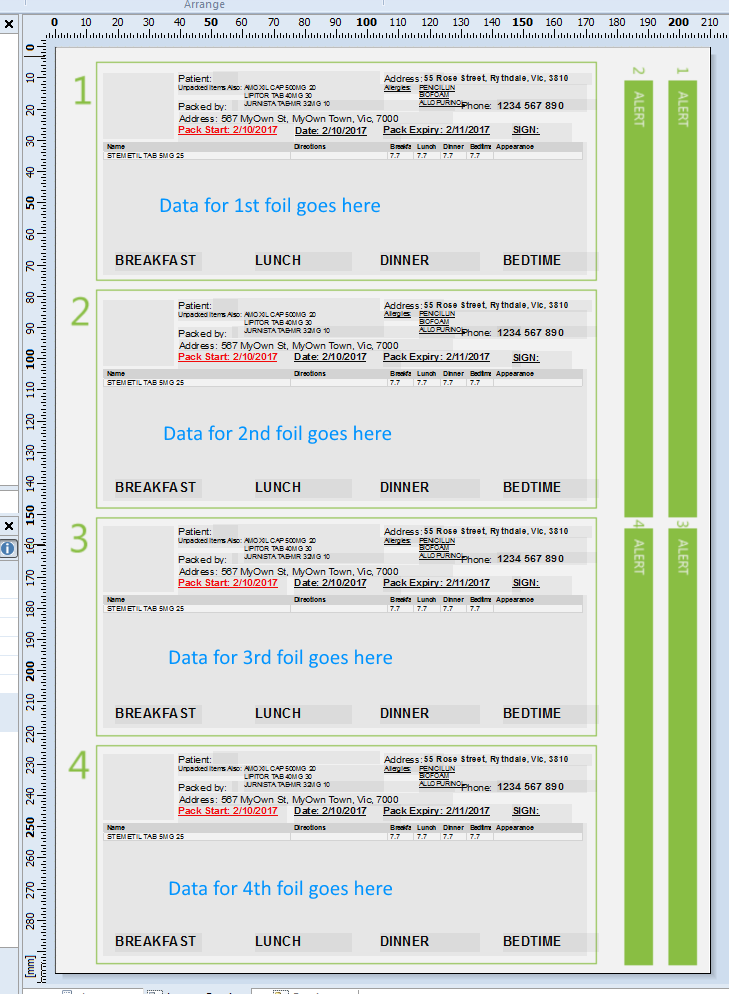 Arrange
0 10 20 30 40 50 60 70 80 90 100 110 120 130 140 150 160 170 180 190 200 210
0
10
20
30
40
50
60
70
80
90
100
110
120
130
140
150
160
170
180
190
200
210
220
230
240
250
260
270
280
[mm]
1
Patient:
Address: 55 Rose Street, Rythdale, Vic, 3810
Unpacked Items Also: AMOXIL CAP 500MG 20
Allergies: PENICILLIN
LIPITOR TAB 40MG 30
BIOFOAM
Packed by: JURNISTA TAB-MR 32MG 10
ALLOPURINOL Phone: 1234 567 890
Address: 567 MyOwn St, MyOwn Town, Vic, 7000
Pack Start: 2/10/2017 Date: 2/10/2017 Pack Expiry: 2/11/2017 SIGN:
Name Directions Breakfa Lunch Dinner Bedtime Appearance
STEMETIL TAB 5MG 25 7.7 7.7 7.7 7.7
Data for 1st foil goes here
BREAKFAST LUNCH DINNER BEDTIME
2
Patient:
Address: 55 Rose Street, Rythdale, Vic, 3810
Unpacked Items Also: AMOXIL CAP 500MG 20
Allergies: PENICILLIN
LIPITOR TAB 40MG 30
BIOFOAM
Packed by: JURNISTA TAB-MR 32MG 10
ALLOPURINOL Phone: 1234 567 890
Address: 567 MyOwn St, MyOwn Town, Vic, 7000
Pack Start: 2/10/2017 Date: 2/10/2017 Pack Expiry: 2/11/2017 SIGN:
Name Directions Breakfa Lunch Dinner Bedtime Appearance
STEMETIL TAB 5MG 25 7.7 7.7 7.7 7.7
Data for 2nd foil goes here
BREAKFAST LUNCH DINNER BEDTIME
3
Patient:
Address: 55 Rose Street, Rythdale, Vic, 3810
Unpacked Items Also: AMOXIL CAP 500MG 20
Allergies: PENICILLIN
LIPITOR TAB 40MG 30
BIOFOAM
Packed by: JURNISTA TAB-MR 32MG 10
ALLOPURINOL Phone: 1234 567 890
Address: 567 MyOwn St, MyOwn Town, Vic, 7000
Pack Start: 2/10/2017 Date: 2/10/2017 Pack Expiry: 2/11/2017 SIGN:
Name Directions Breakfa Lunch Dinner Bedtime Appearance
STEMETIL TAB 5MG 25 7.7 7.7 7.7 7.7
Data for 3rd foil goes here
BREAKFAST LUNCH DINNER BEDTIME
4
Patient:
Address: 55 Rose Street, Rythdale, Vic, 3810
Unpacked Items Also: AMOXIL CAP 500MG 20
Allergies: PENICILLIN
LIPITOR TAB 40MG 30
BIOFOAM
Packed by: JURNISTA TAB-MR 32MG 10
ALLOPURINOL Phone: 1234 567 890
Address: 567 MyOwn St, MyOwn Town, Vic, 7000
Pack Start: 2/10/2017 Date: 2/10/2017 Pack Expiry: 2/11/2017 SIGN:
Name Directions Breakfa Lunch Dinner Bedtime Appearance
STEMETIL TAB 5MG 25 7.7 7.7 7.7 7.7
Data for 4th foil goes here
BREAKFAST LUNCH DINNER BEDTIME
1 ALERT
2 ALERT
3 ALERT
4 ALERT